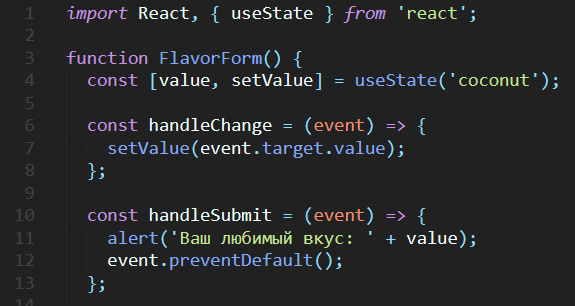 1 import React, { useState } from 'react';
2
3 function FlavorForm() {
4   const [value, setValue] = useState('coconut');
5
6   const handleChange = (event) => {
7     setValue(event.target.value);
8   };
9
10   const handleSubmit = (event) => {
11     alert('Ваш любимый вкус: ' + value);
12     event.preventDefault();
13   };
14